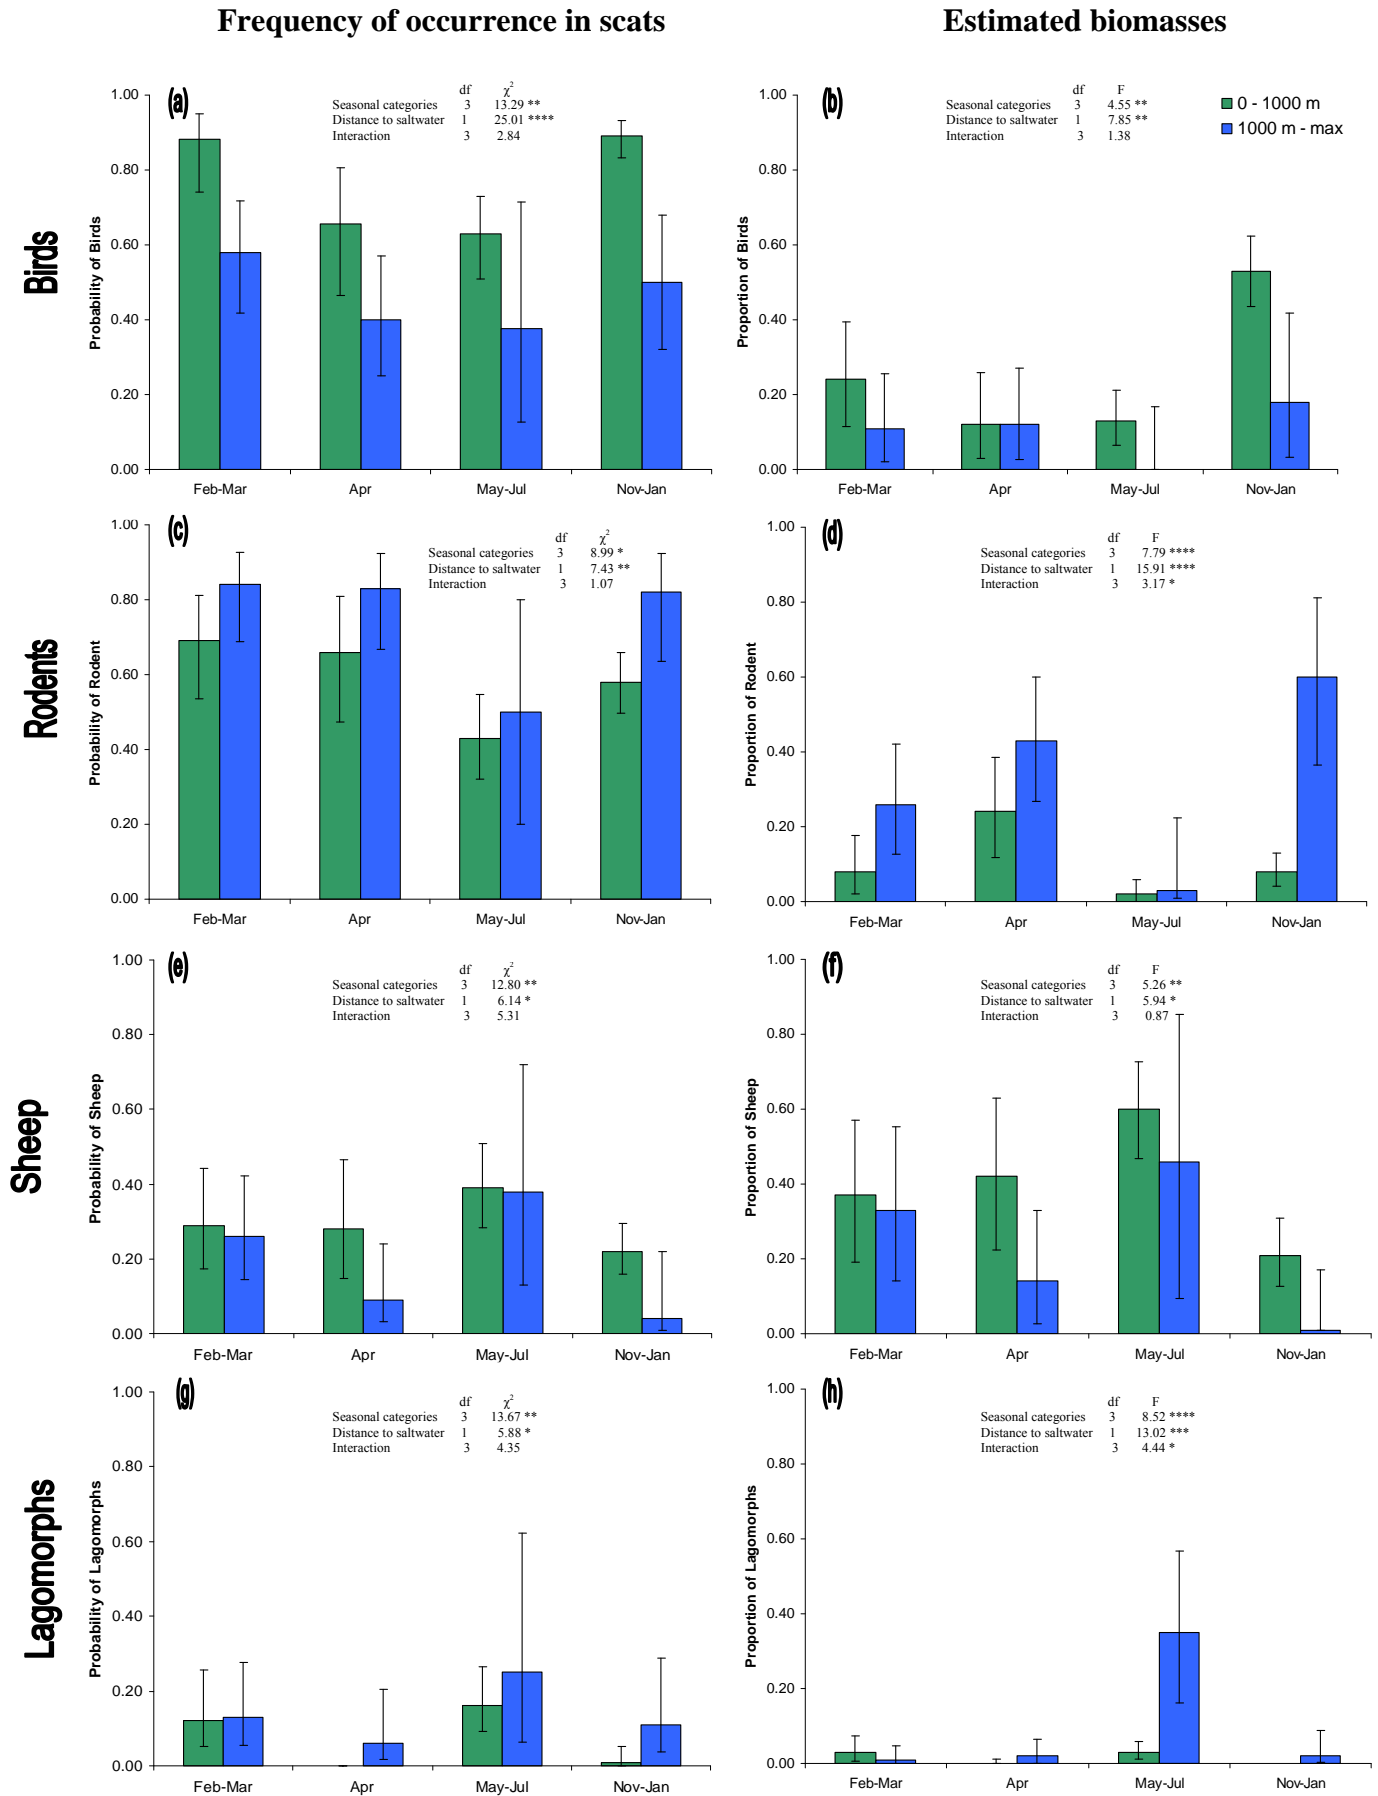 Frequency of occurrence in scats
Estimated biomasses
Birds
(a)
df χ²
Seasonal categories 3 13.29 **
Distance to saltwater 1 25.01 ****
Interaction 3 2.84
Probability of Birds
1.00
0.80
0.60
0.40
0.20
0.00
Feb-Mar Apr May-Jul Nov-Jan
(b)
df F
Seasonal categories 3 4.55 **
Distance to saltwater 1 7.85 **
Interaction 3 1.38
0 - 1000 m
1000 m - max
Proportion of Birds
1.00
0.80
0.60
0.40
0.20
0.00
Feb-Mar Apr May-Jul Nov-Jan
Rodents
(c)
df χ²
Seasonal categories 3 8.99 *
Distance to saltwater 1 7.43 **
Interaction 3 1.07
Probability of Rodent
1.00
0.80
0.60
0.40
0.20
0.00
Feb-Mar Apr May-Jul Nov-Jan
(d)
df F
Seasonal categories 3 7.79 ****
Distance to saltwater 1 15.91 ****
Interaction 3 3.17 *
Proportion of Rodent
1.00
0.80
0.60
0.40
0.20
0.00
Feb-Mar Apr May-Jul Nov-Jan
Sheep
(e)
df χ²
Seasonal categories 3 12.80 **
Distance to saltwater 1 6.14 *
Interaction 3 5.31
Probability of Sheep
1.00
0.80
0.60
0.40
0.20
0.00
Feb-Mar Apr May-Jul Nov-Jan
(f)
df F
Seasonal categories 3 5.26 **
Distance to saltwater 1 5.94 *
Interaction 3 0.87
Proportion of Sheep
1.00
0.80
0.60
0.40
0.20
0.00
Feb-Mar Apr May-Jul Nov-Jan
Lagomorphs
(g)
df χ²
Seasonal categories 3 13.67 **
Distance to saltwater 1 5.88 *
Interaction 3 4.35
Probability of Lagomorphs
1.00
0.80
0.60
0.40
0.20
0.00
Feb-Mar Apr May-Jul Nov-Jan
(h)
df F
Seasonal categories 3 8.52 ****
Distance to saltwater 1 13.02 ***
Interaction 3 4.44 *
Proportion of Lagomorphs
1.00
0.80
0.60
0.40
0.20
0.00
Feb-Mar Apr May-Jul Nov-Jan